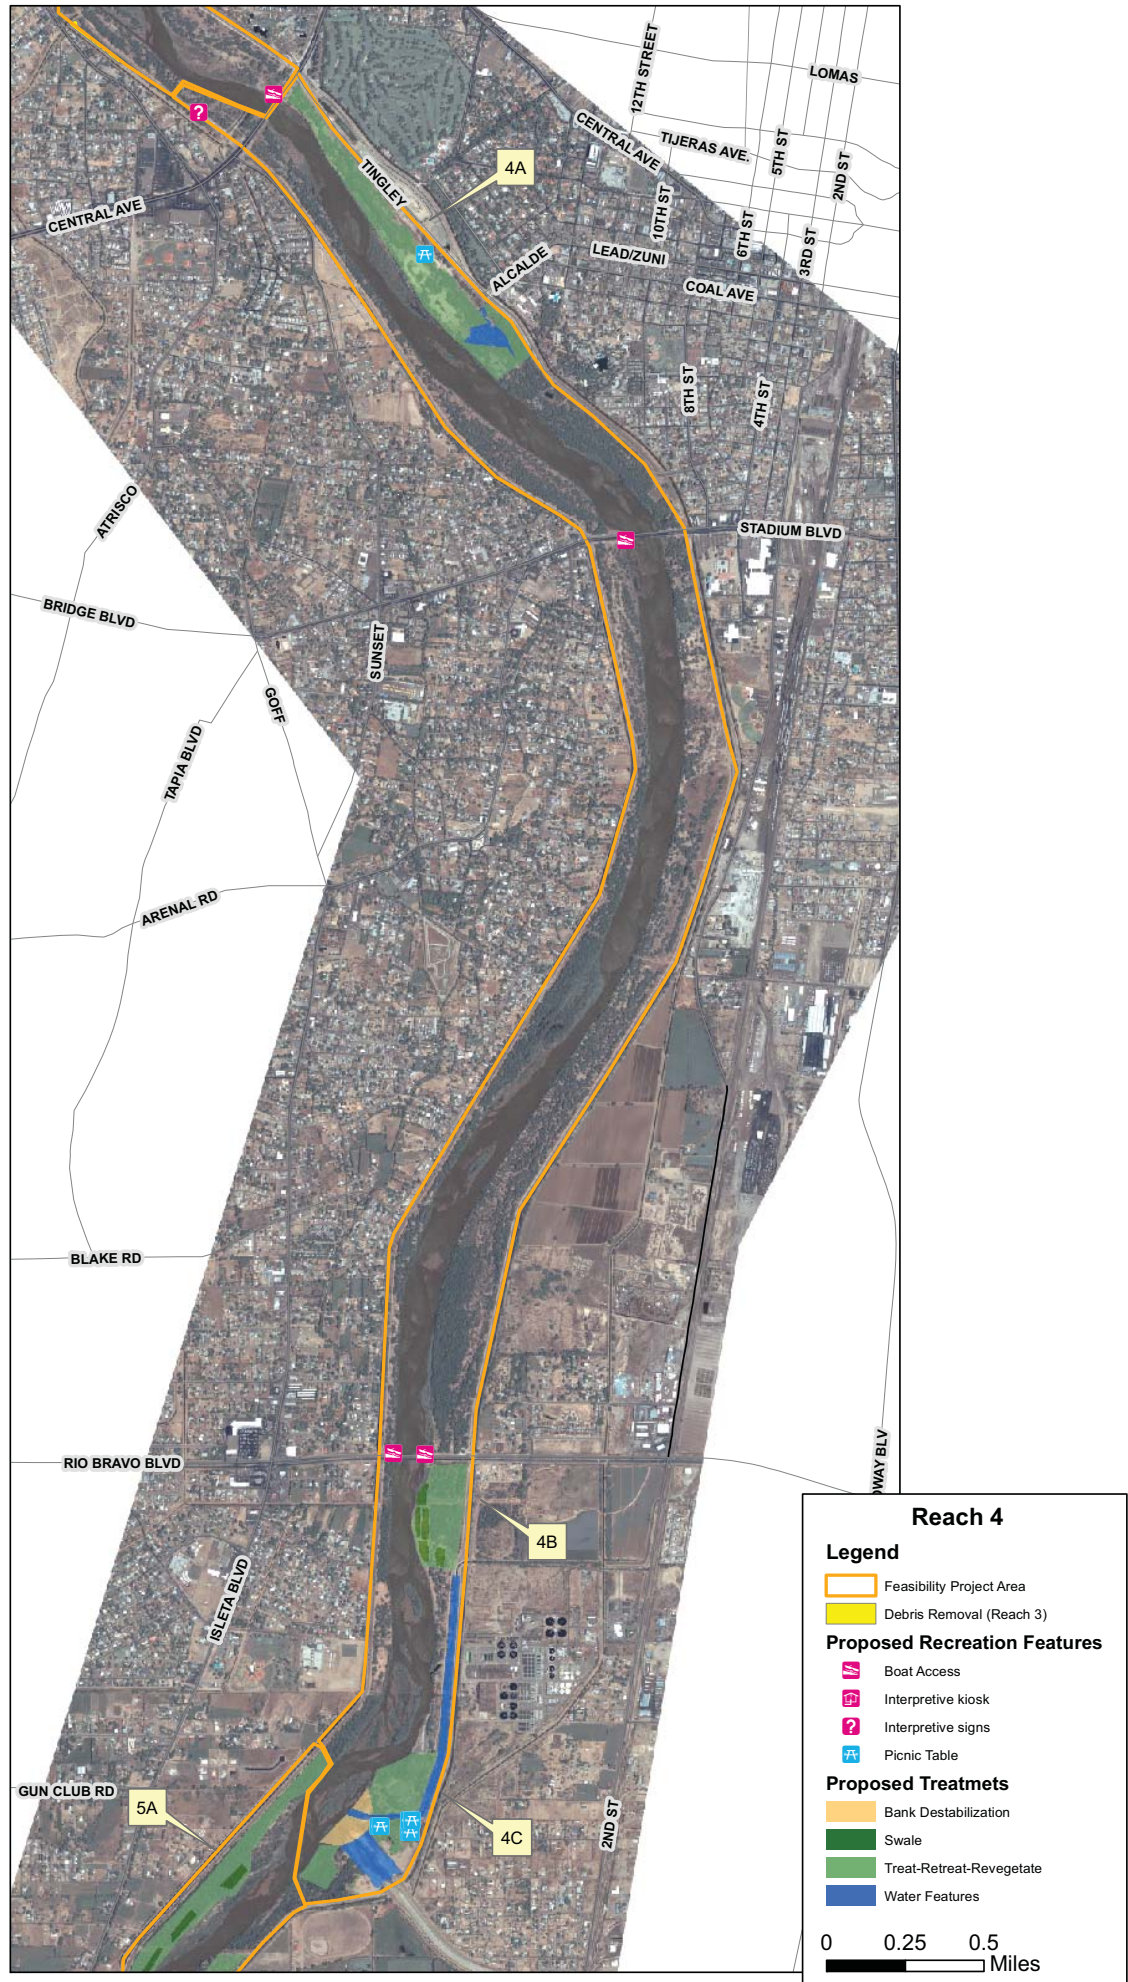 LOMAS
12TH STREET
CENTRAL AVE
TIJERAS AVE.
5TH ST
2ND ST
TINGLEY
4A
CENTRAL AVE
10TH ST
6TH ST
3RD ST
ALCALDE
LEAD/ZUNI
COAL AVE
8TH ST
4TH ST
ATRISCO
STADIUM BLVD
BRIDGE BLVD
SUNSET
GOFF
TAPIA BLVD
ARENAL RD
BLAKE RD
RIO BRAVO BLVD
DWAY BLV
4B
ISLETA BLVD
GUN CLUB RD
5A
4C
2ND ST
Reach 4
Legend
Feasibility Project Area
Debris Removal (Reach 3)
Proposed Recreation Features
Boat Access
Interpretive kiosk
? Interpretive signs
Picnic Table
Proposed Treatmets
Bank Destabilization
Swale
Treat-Retreat-Revegetate
Water Features
0 0.25 0.5
Miles